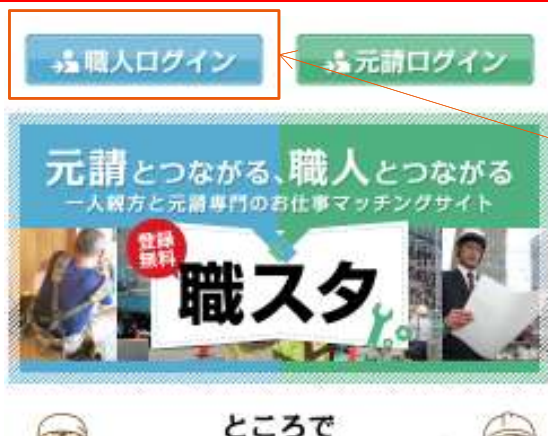 職人ログイン
元請ログイン
元請とつながる、職人とつながる
一人親方と元請専門のお仕事マッチングサイト
登録
無料
職スタ
ところで